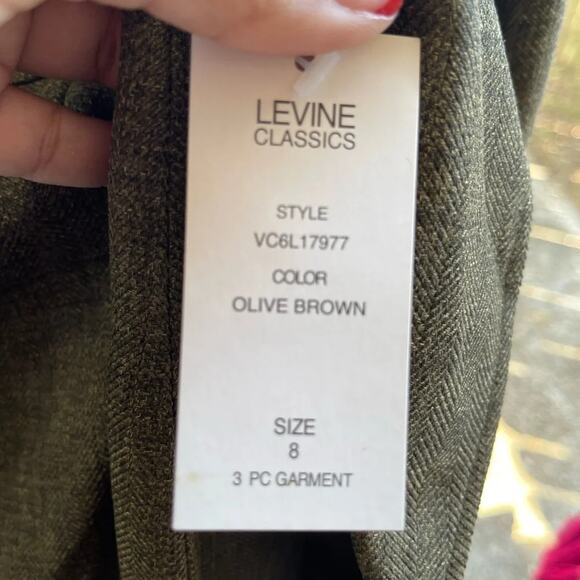 LEVINE
CLASSICS
STYLE
VC6L17977
COLOR
OLIVE BROWN
SIZE
8
3 PC GARMENT